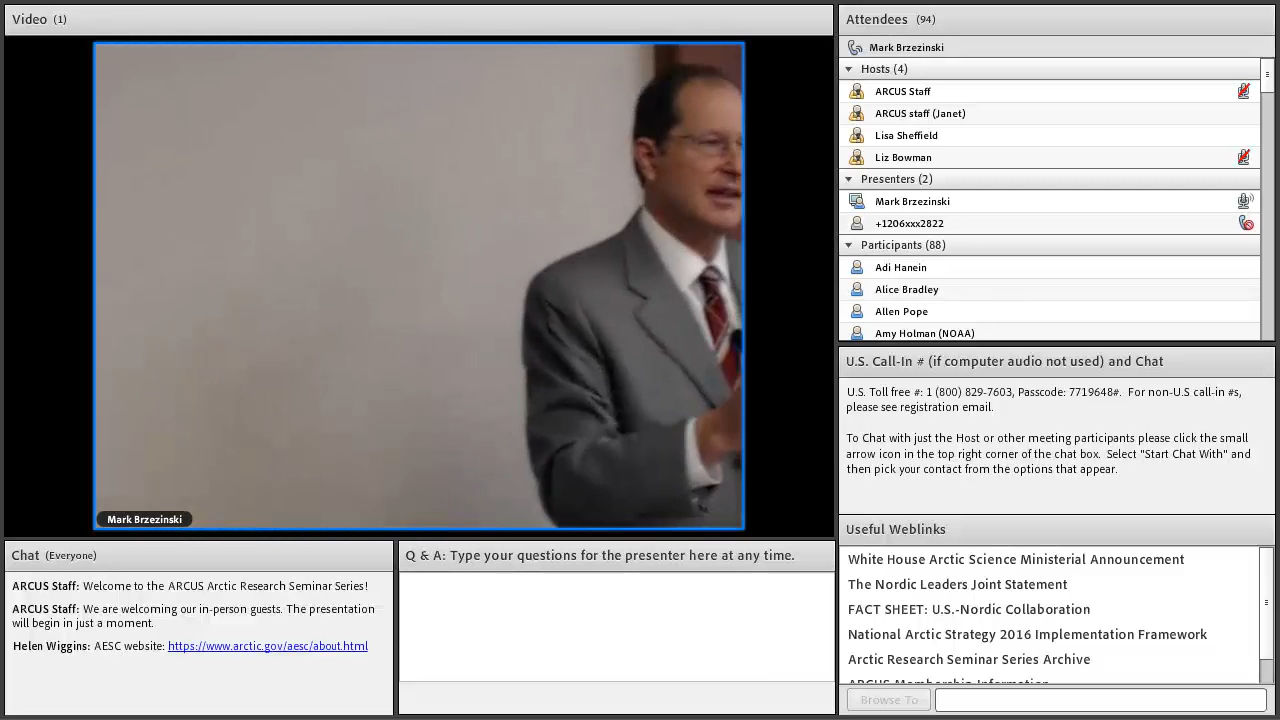 Video (1)
Mark Brzezinski
Chat (Everyone)
ARCUS Staff: Welcome to the ARCUS Arctic Research Seminar Series!
ARCUS Staff: We are welcoming our in-person guests. The presentation
will begin in just a moment.
Helen Wiggins: AESC website: https://www.arctic.gov/aesc/about.html
Q & A: Type your questions for the presenter here at any time.
Attendees (94)
Mark Brzezinski
Hosts (4)
ARCUS Staff
ARCUS staff (Janet)
Lisa Sheffield
Liz Bowman
Presenters (2)
Mark Brzezinski
+1206xxx2822
Participants (88)
Adi Hanein
Alice Bradley
Allen Pope
Amy Holman (NOAA)
U.S. Call-In # (if computer audio not used) and Chat
U.S. Toll free #: 1 (800) 829-7603, Passcode: 7719648#. For non-U.S call-in #s,
please see registration email.
To Chat with just the Host or other meeting participants please click the small
arrow icon in the top right corner of the chat box. Select "Start Chat With" and
then pick your contact from the options that appear.
Useful Weblinks
White House Arctic Science Ministerial Announcement
The Nordic Leaders Joint Statement
FACT SHEET: U.S.-Nordic Collaboration
National Arctic Strategy 2016 Implementation Framework
Arctic Research Seminar Series Archive
ARCUS Membership Information
Browse To